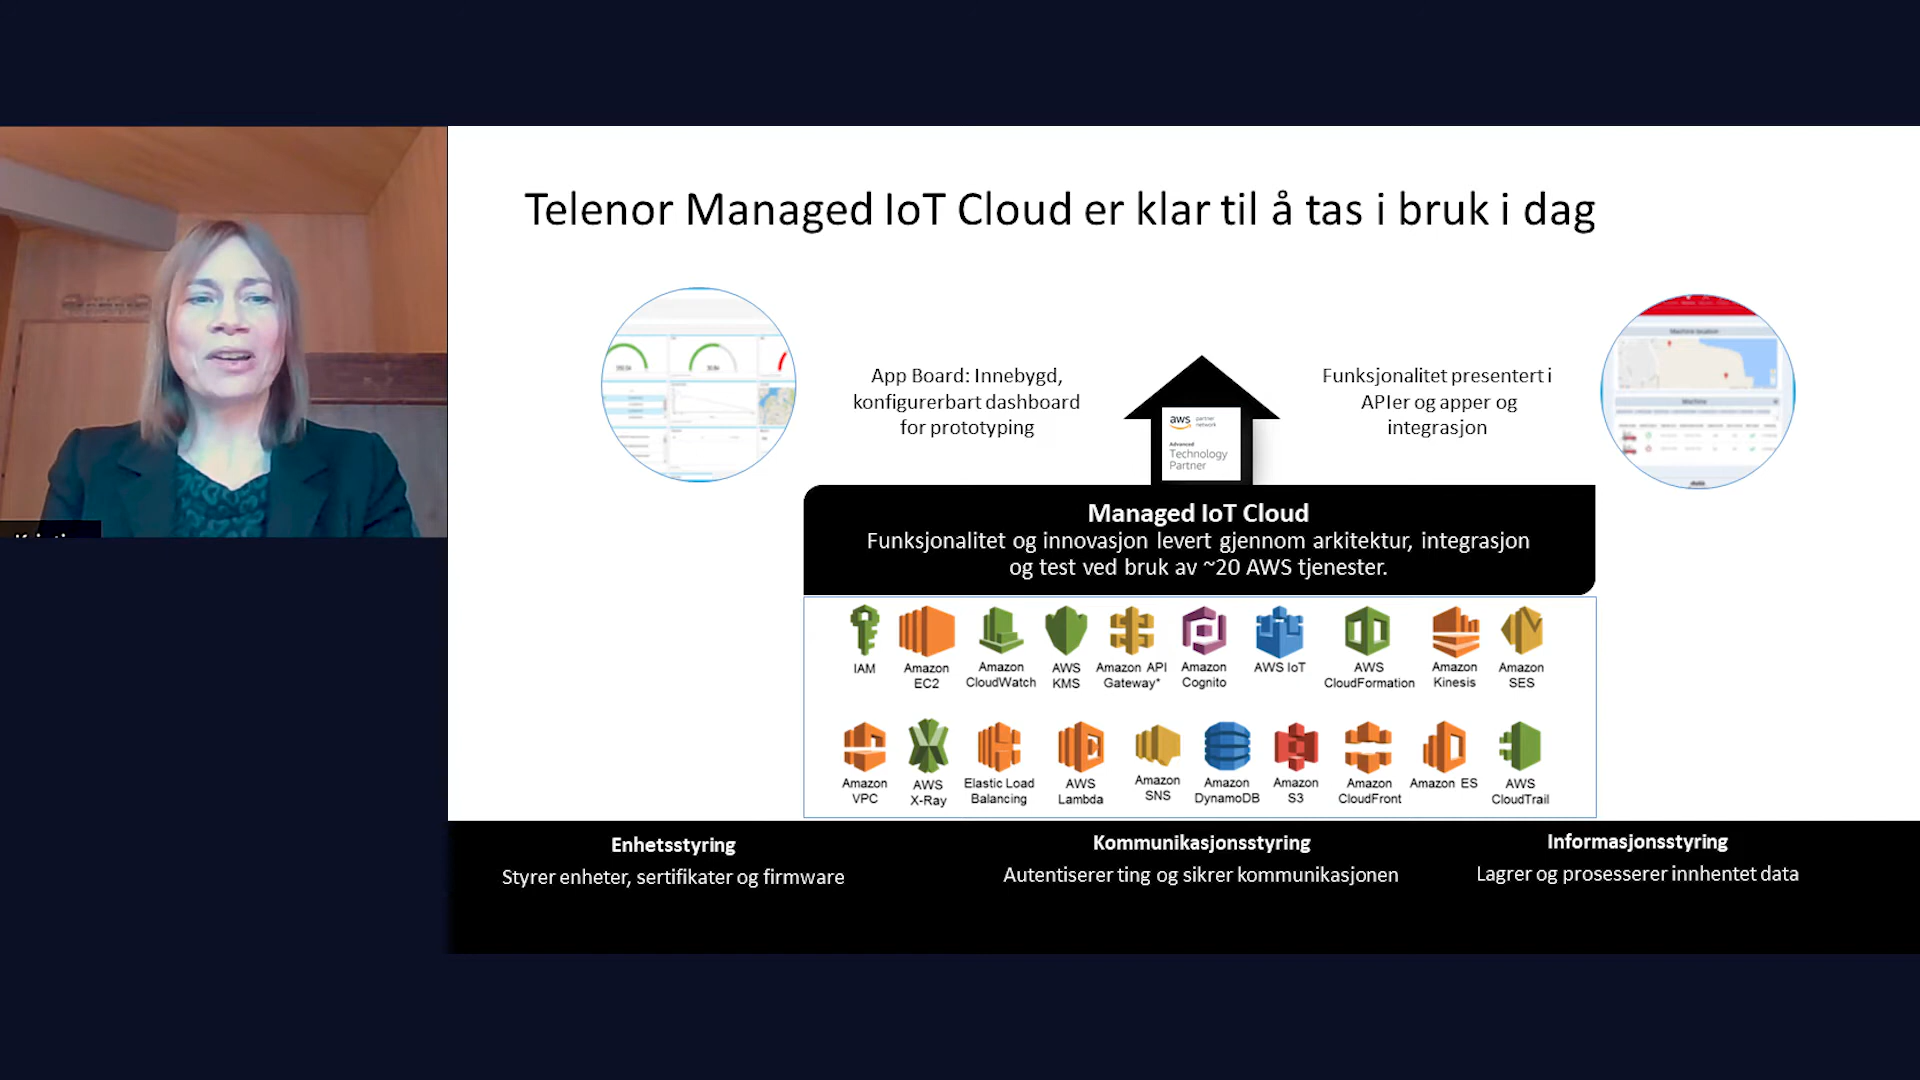 Telenor Managed IoT Cloud er klar til å tas i bruk i dag
App Board: Innebygd,
konfigurerbart dashboard
for prototyping
aws partner
network
Advanced
Technology
Partner
Funksjonalitet presentert i
APIer og apper og
integrasjon
Machine location
Machine
Managed IoT Cloud
Funksjonalitet og innovasjon levert gjennom arkitektur, integrasjon
og test ved bruk av ~20 AWS tjenester.
IAM
Amazon
EC2
Amazon
CloudWatch
AWS
KMS
Amazon API
Gateway*
Amazon
Cognito
AWS IoT
AWS
CloudFormation
Amazon
Kinesis
Amazon
SES
Amazon
VPC
AWS
X-Ray
Elastic Load
Balancing
AWS
Lambda
Amazon
SNS
Amazon
DynamoDB
Amazon
S3
Amazon
CloudFront
Amazon ES
AWS
CloudTrail
Enhetsstyring
Styrer enheter, sertifikater og firmware
Kommunikasjonsstyring
Autentiserer ting og sikrer kommunikasjonen
Informasjonsstyring
Lagrer og prosesserer innhentet data